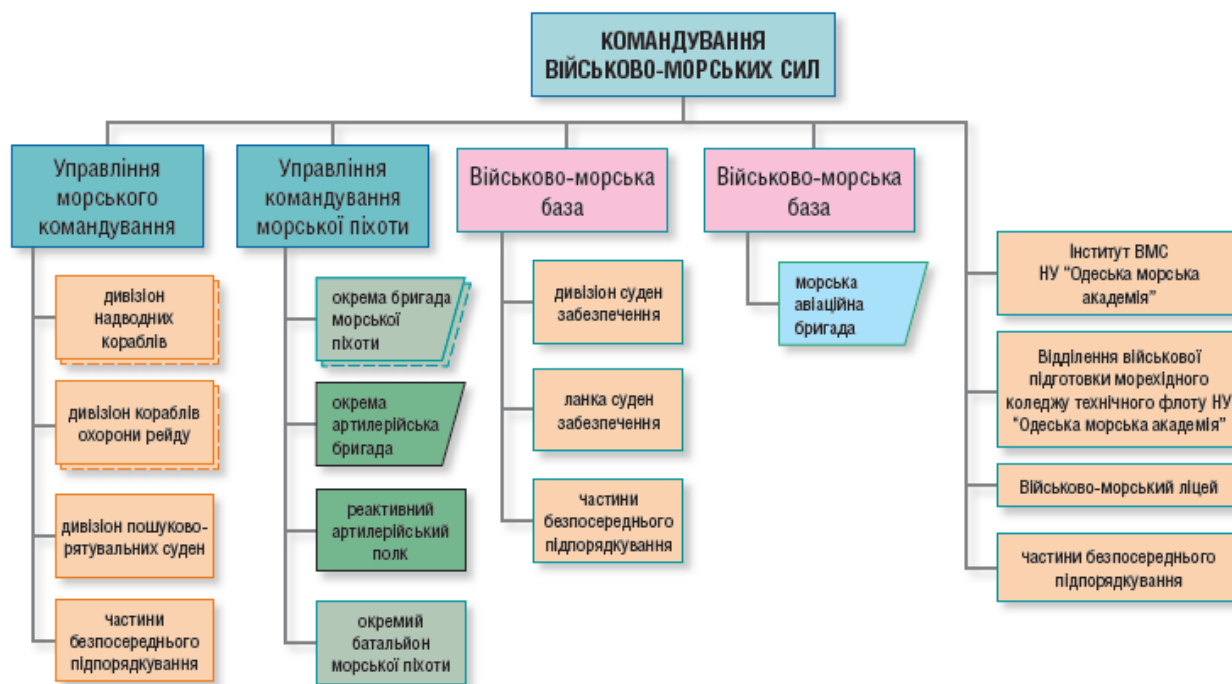 КОМАНДУВАННЯ
ВІЙСЬКОВО-МОРСЬКИХ СИЛ
Управління
морського
командування
дивізіон
надводних
кораблів
дивізіон кораблів
охорони рейду
дивізіон пошуково-
рятувальних суден
частини
безпосереднього
підпорядкування
Управління
командування
морської піхоти
окрема бригада
морської
піхоти
окрема
артилерійська
бригада
реактивний
артилерійський
полк
окремий
батальйон
морської піхоти
Військово-морська
база
дивізіон суден
забезпечення
ланка суден
забезпечення
частини
безпосереднього
підпорядкування
Військово-морська
база
морська
авіаційна
бригада
Інститут ВМС
НУ “Одеська морська
академія”
Відділення військової
підготовки морехідного
коледжу технічного флоту НУ
“Одеська морська академія”
Військово-морський ліцей
частини безпосереднього
підпорядкування